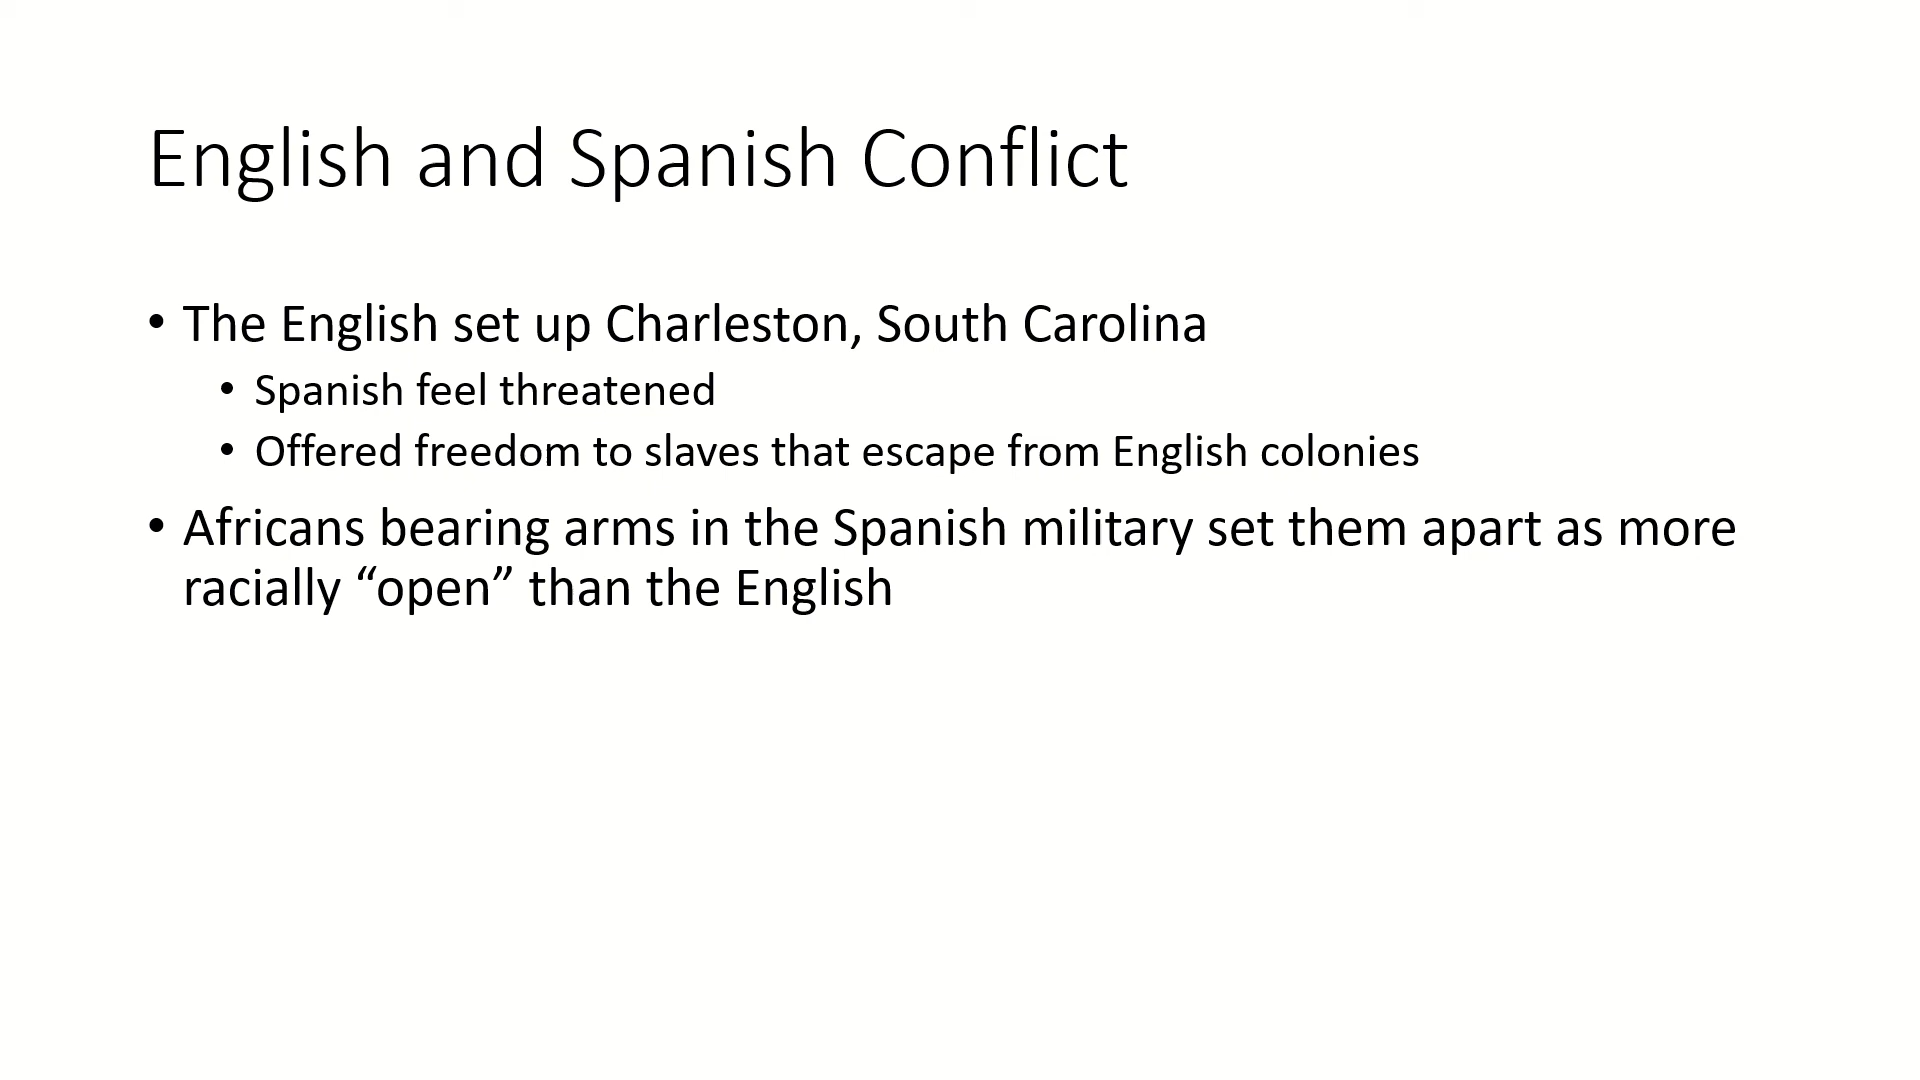 English and Spanish Conflict
• The English set up Charleston, South Carolina
• Spanish feel threatened
• Offered freedom to slaves that escape from English colonies
• Africans bearing arms in the Spanish military set them apart as more
racially “open” than the English